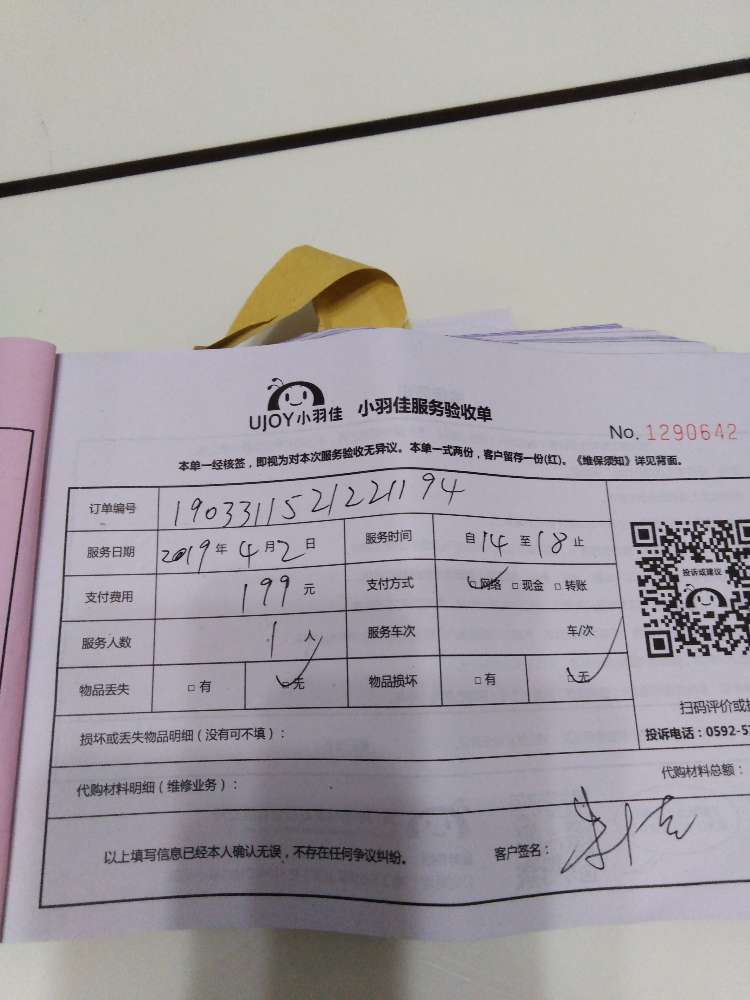 UJOY小羽佳 小羽佳服务验收单
No. 1290642
本单一经核签，即视为对本次服务验收无异议。本单一式两份，客户留存一份(红)。《维保须知》详见背面。
订单编号 1903311521221194
服务日期 2019年4月2日 服务时间 自14至18止
支付费用 199元 支付方式 □网络 □现金 □转账
投诉或建议
服务人数 1人 服务车次 车/次
物品丢失 □有 □无 物品损坏 □有 □无
扫码评价或
损坏或丢失物品明细（没有可不填）：
投诉电话：0592-5
代购材料明细（维修业务）：
代购材料总额：
以上填写信息已经本人确认无误，不存在任何争议纠纷。 客户签名：